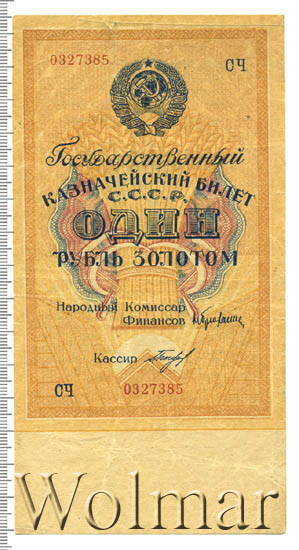 0327385
СЧ
Государственный
КАЗНАЧЕЙСКИЙ БИЛЕТ
С.С.С.Р.
ОДИН
РУБЛЬ ЗОЛОТОМ
Народный Комиссар
Финансов
Кассир
СЧ 0327385
Wolmar